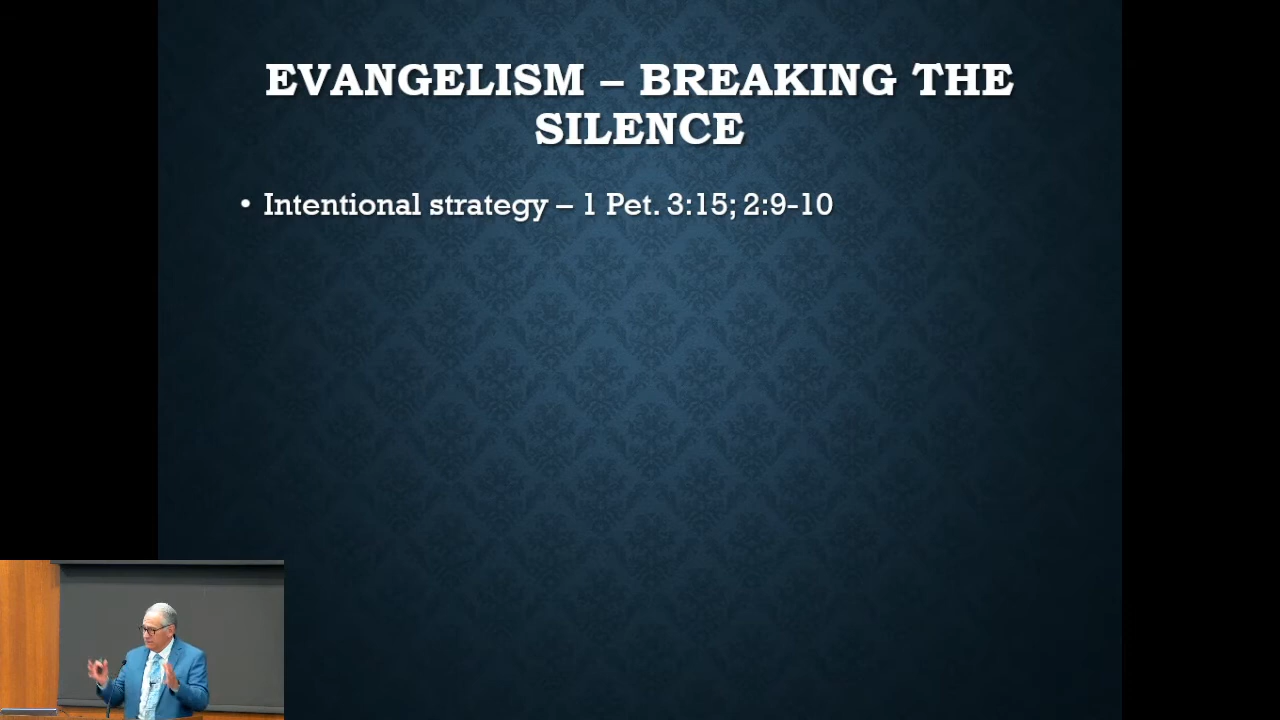 EVANGELISM – BREAKING THE
SILENCE
• Intentional strategy – 1 Pet. 3:15; 2:9-10